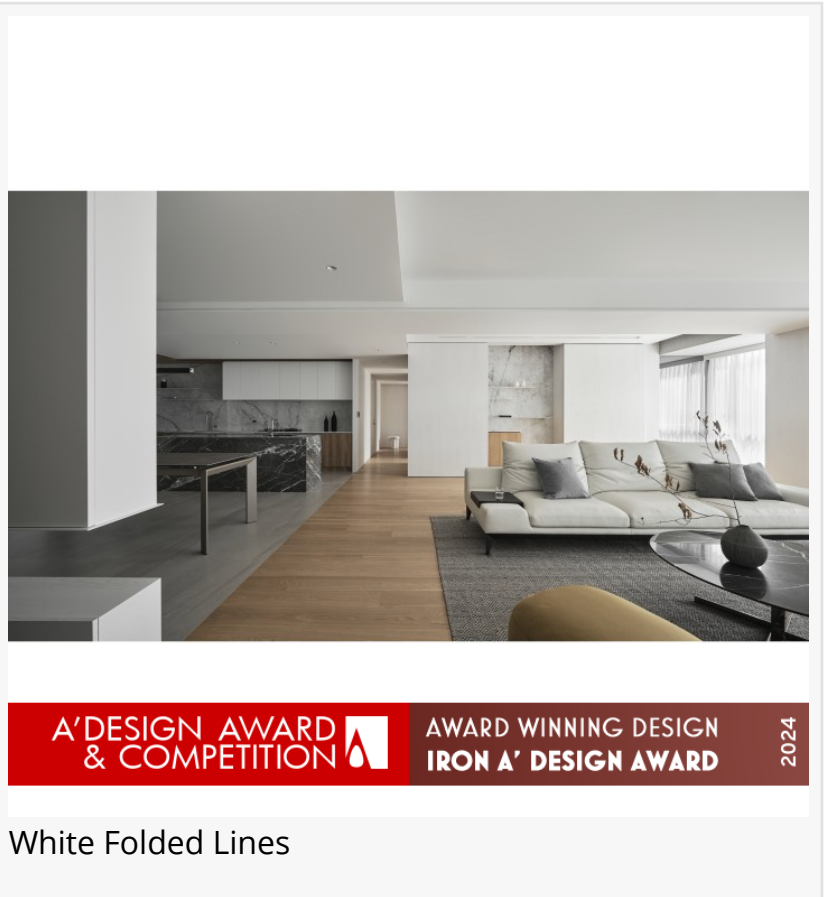 A'DESIGN AWARD
& COMPETITION
AWARD WINNING DESIGN
IRON A' DESIGN AWARD
2024
White Folded Lines